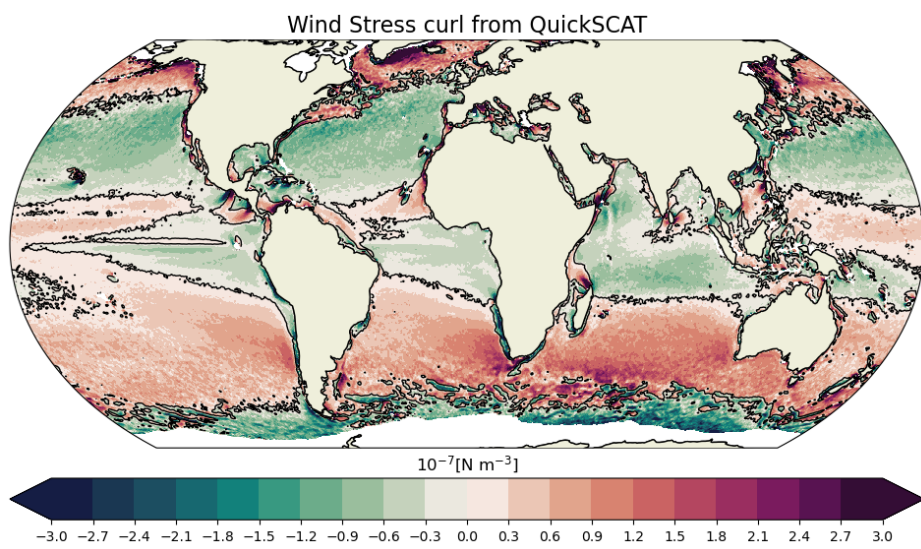 Wind Stress curl from QuickSCAT
10⁻⁷[N m⁻³]
−3.0 −2.7 −2.4 −2.1 −1.8 −1.5 −1.2 −0.9 −0.6 −0.3 0.0 0.3 0.6 0.9 1.2 1.5 1.8 2.1 2.4 2.7 3.0